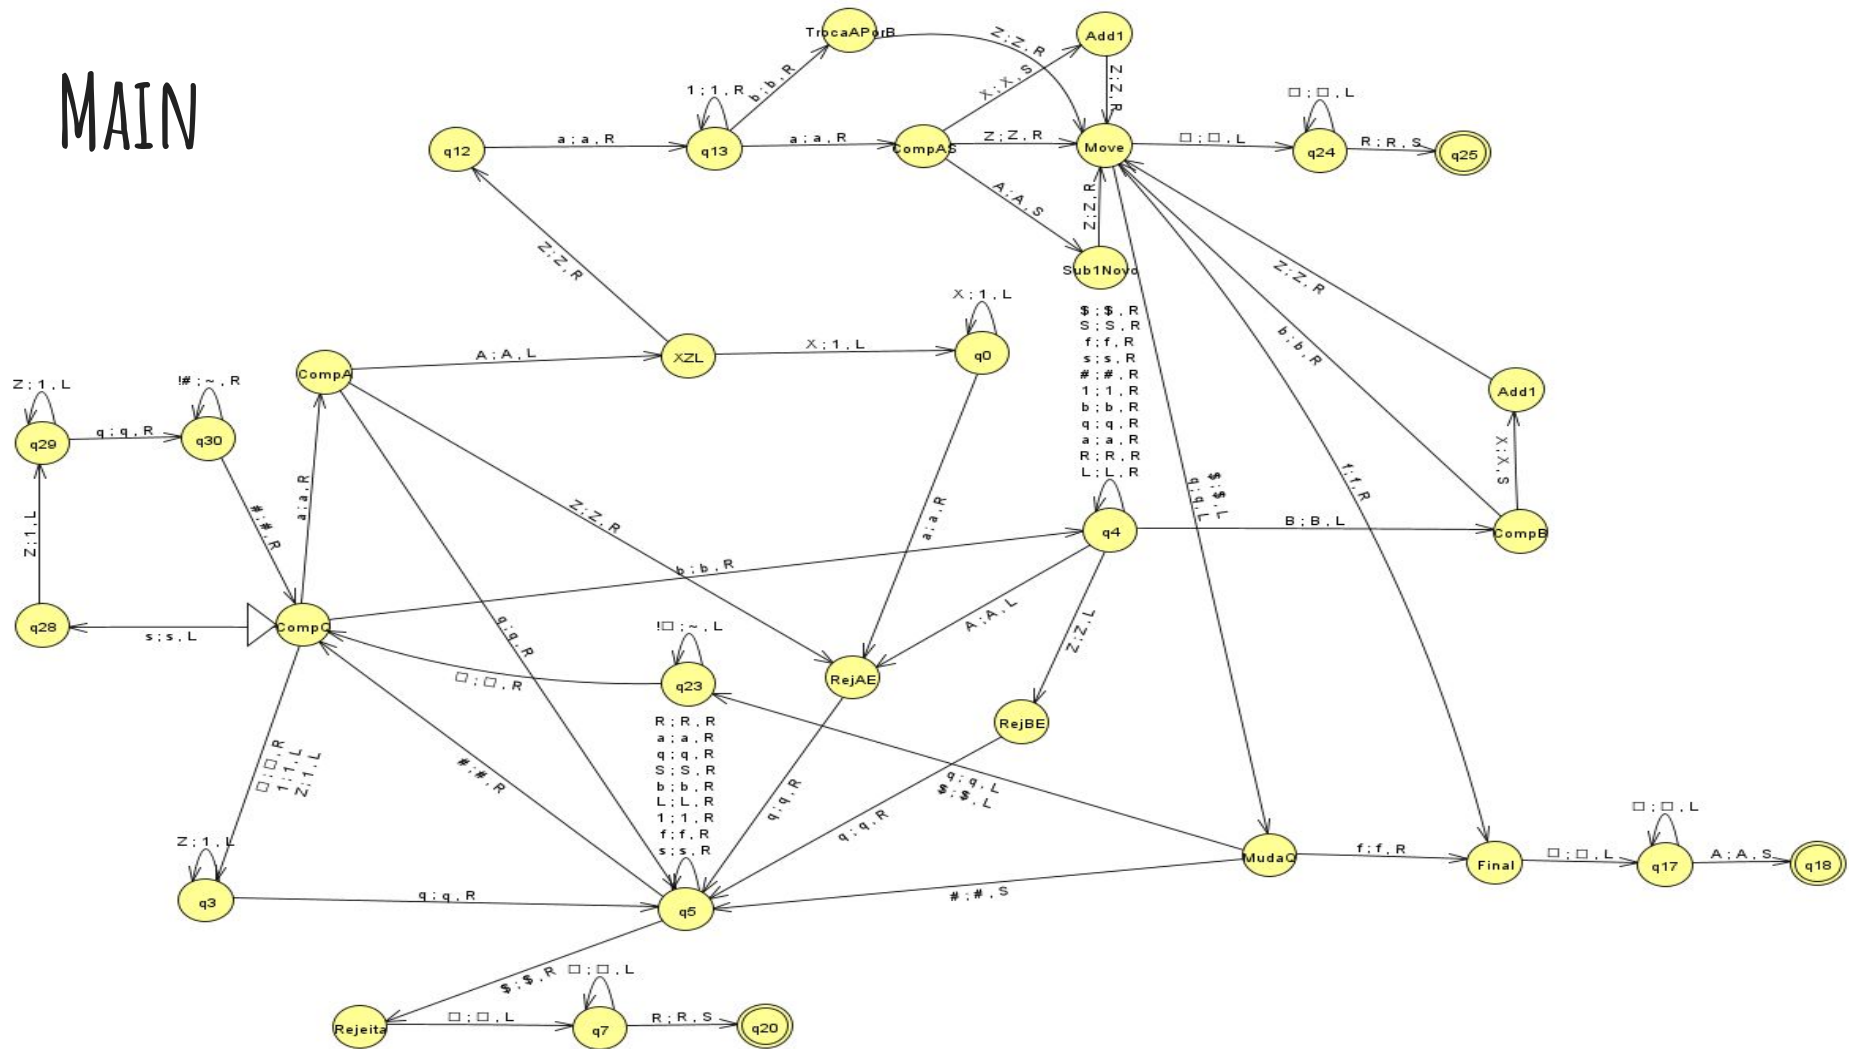 MAIN
TrocaAPorB
Add1
Z;Z,R
X;X,S
Z;Z,R
1;1,R
b;b,R
□;□,L
q12
a;a,R
q13
a;a,R
CompAS
Z;Z,R
Move
□;□,L
q24
R;R,S
q25
A;A,S
Z;Z,R
Sub1Novo
Z;Z,R
Z;Z,R
X;1,L
$;$,R
S;S,R
f;f,R
s;s,R
#;#,R
1;1,R
b;b,R
q;q,R
a;a,R
R;R,R
L;L,R
b;b,R
CompA
A;A,L
XZL
X;1,L
q0
Add1
Z;1,L
!#;~,R
q29
q;q,R
q30
X;X,S
f;f,R
$;$,L
q;q,L
Z;1,L
#;#,R
a;a,R
Z;Z,R
a;a,R
q4
B;B,L
CompB
b;b,R
q28
s;s,L
CompQ
q;q,R
!□;~,L
A;A,L
Z;Z,L
□;□,R
q23
RejAE
RejBE
R;R,R
a;a,R
q;q,R
S;S,R
b;b,R
L;L,R
1;1,R
f;f,R
s;s,R
□;□,R
1;1,L
Z;1,L
#;#,R
q;q,R
q;q,R
q;q,L
$;$,L
□;□,L
Z;1,L
MudaQ
f;f,R
Final
□;□,L
q17
A;A,S
q18
q3
q;q,R
q5
#;#,S
$;$,R
□;□,L
Rejeita
□;□,L
q7
R;R,S
q20